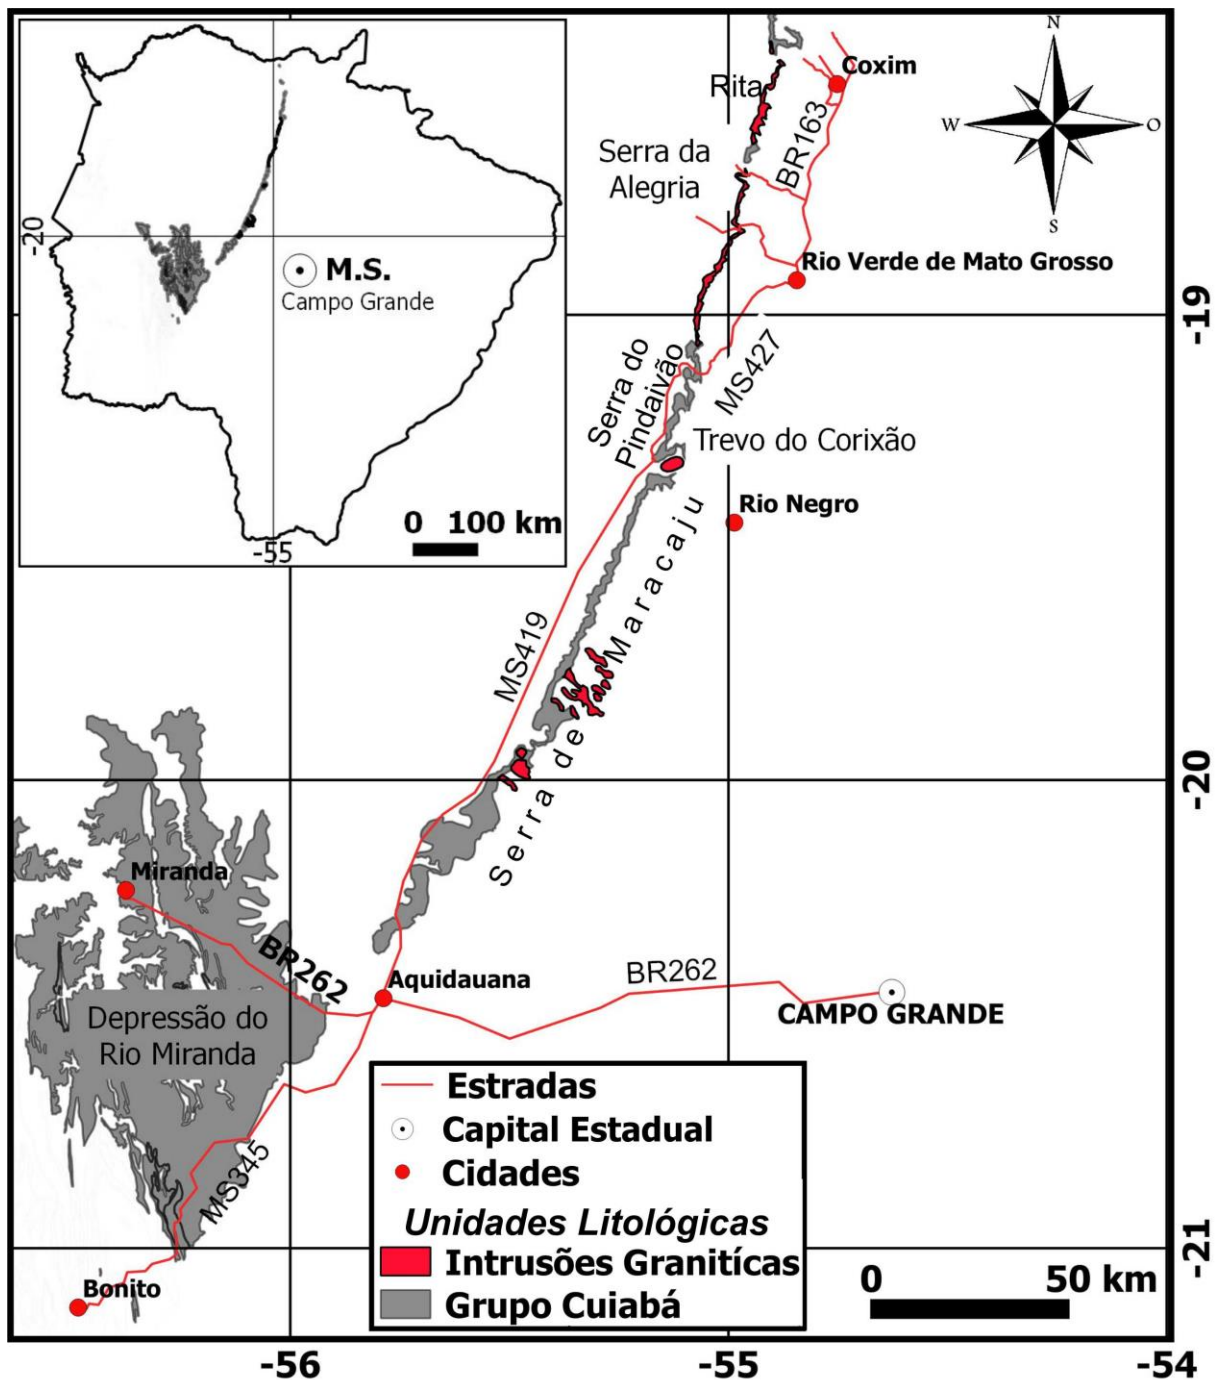 -20
M.S.
Campo Grande
0 100 km
-55
N
W
O
S
Coxim
Rita
BR163
Serra da
Alegria
Rio Verde de Mato Grosso
-19
Serra do
Pindaivão
MS427
Trevo do Corixão
Rio Negro
Serra de Maracaju
MS419
-20
Miranda
BR262
Aquidauana
BR262
CAMPO GRANDE
Depressão do
Rio Miranda
MS345
Bonito
Estradas
Capital Estadual
Cidades
Unidades Litológicas
Intrusões Granitícas
Grupo Cuiabá
0 50 km
-21
-56
-55
-54